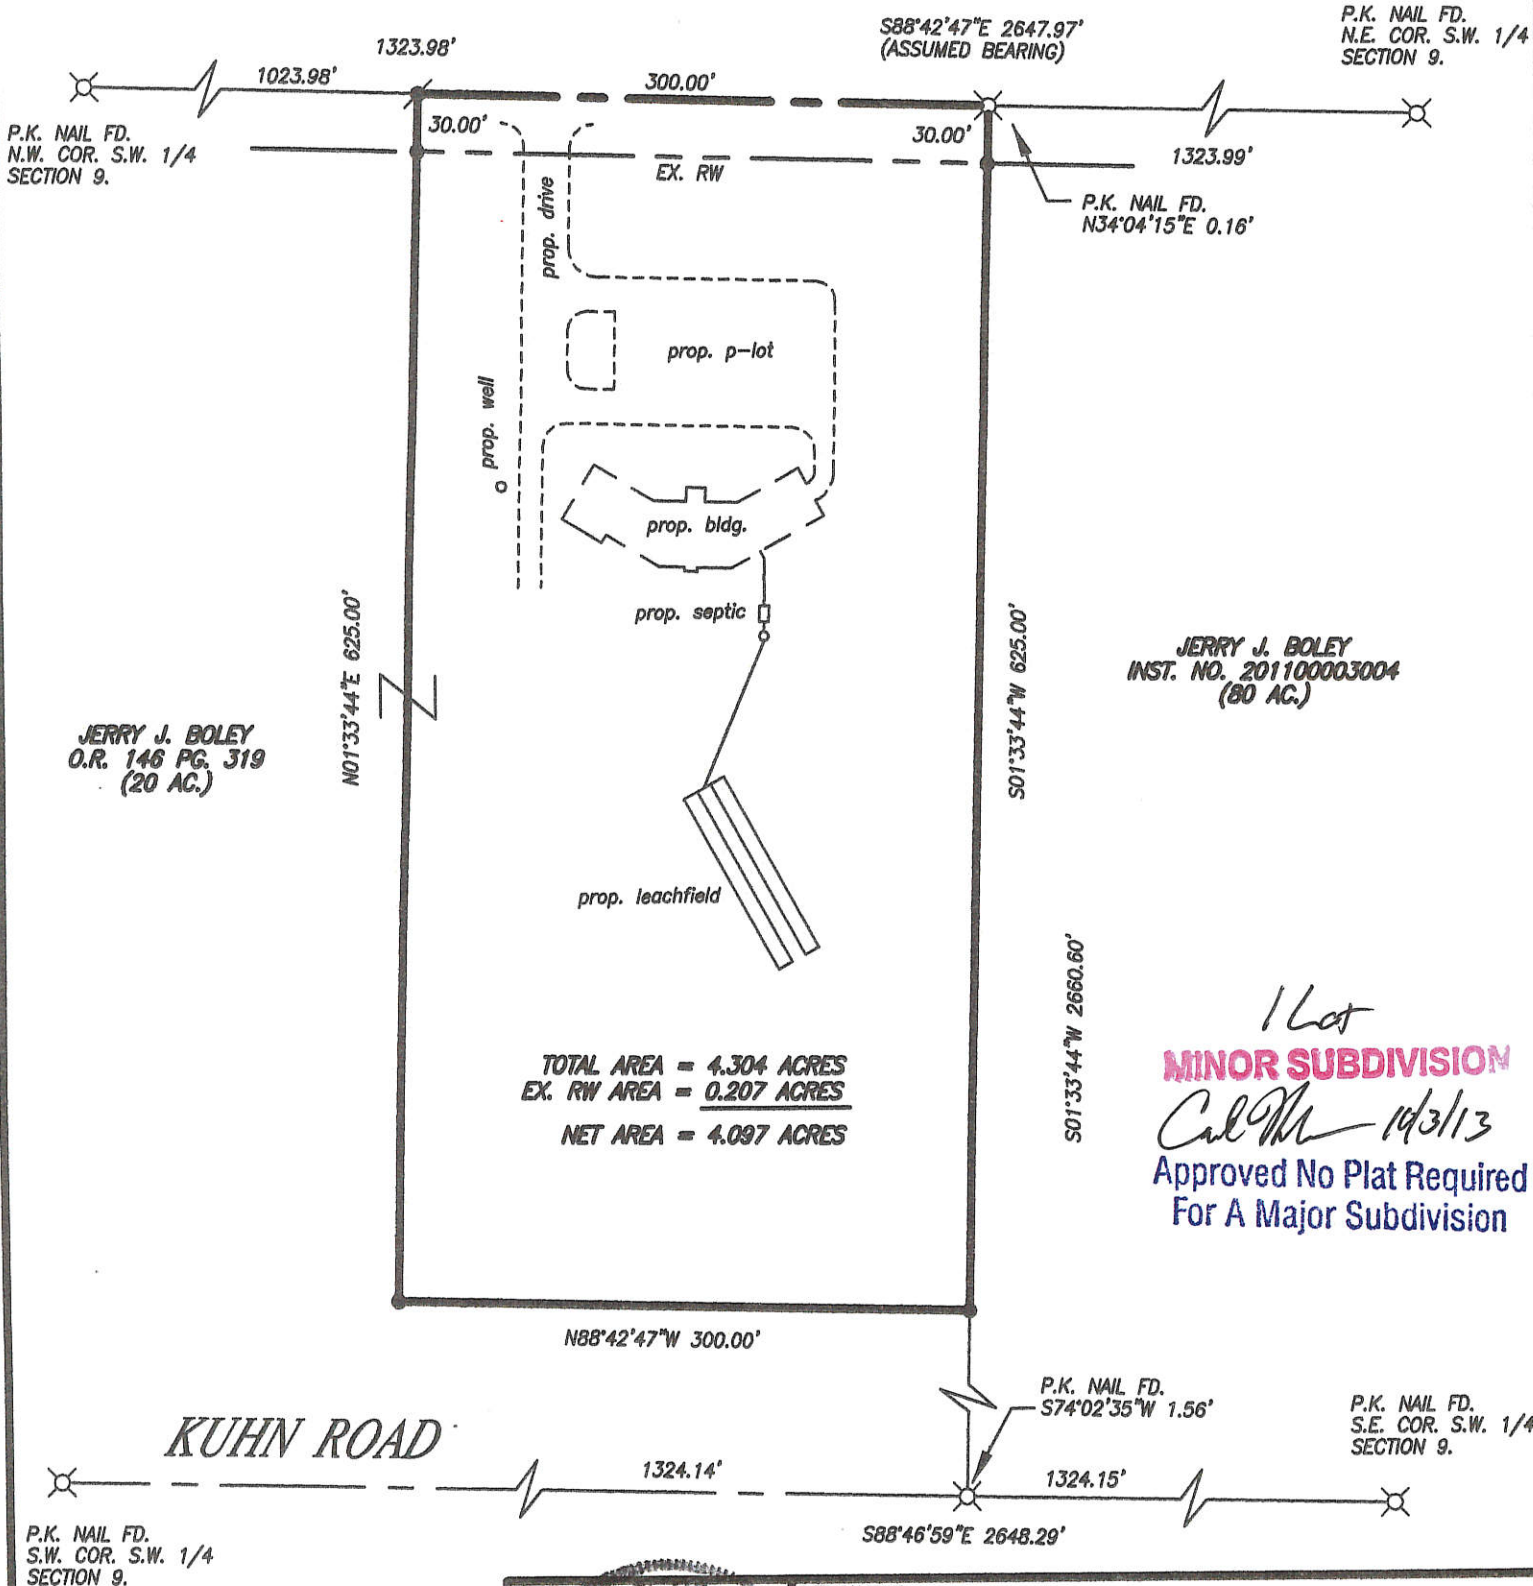 S88°42'47"E 2647.97'
(ASSUMED BEARING)
P.K. NAIL FD.
N.E. COR. S.W. 1/4
SECTION 9.
1323.98'
1023.98'
300.00'
P.K. NAIL FD.
N.W. COR. S.W. 1/4
SECTION 9.
30.00'
30.00'
1323.99'
EX. RW
P.K. NAIL FD.
N34°04'15"E 0.16'
prop. drive
prop. p-lot
prop. well
prop. bldg.
prop. septic
N01°33'44"E 625.00'
S01°33'44"W 625.00'
JERRY J. BOLEY
INST. NO. 201100003004
(80 AC.)
JERRY J. BOLEY
O.R. 146 PG. 319
(20 AC.)
prop. leachfield
S01°33'44"W 2660.60'
1 Lot
MINOR SUBDIVISION
Approved No Plat Required
For A Major Subdivision
TOTAL AREA = 4.304 ACRES
EX. RW AREA = 0.207 ACRES
NET AREA = 4.097 ACRES
N88°42'47"W 300.00'
P.K. NAIL FD.
S74°02'35"W 1.56'
P.K. NAIL FD.
S.E. COR. S.W. 1/4
SECTION 9.
KUHN ROAD
1324.14'
1324.15'
S88°46'59"E 2648.29'
P.K. NAIL FD.
S.W. COR. S.W. 1/4
SECTION 9.